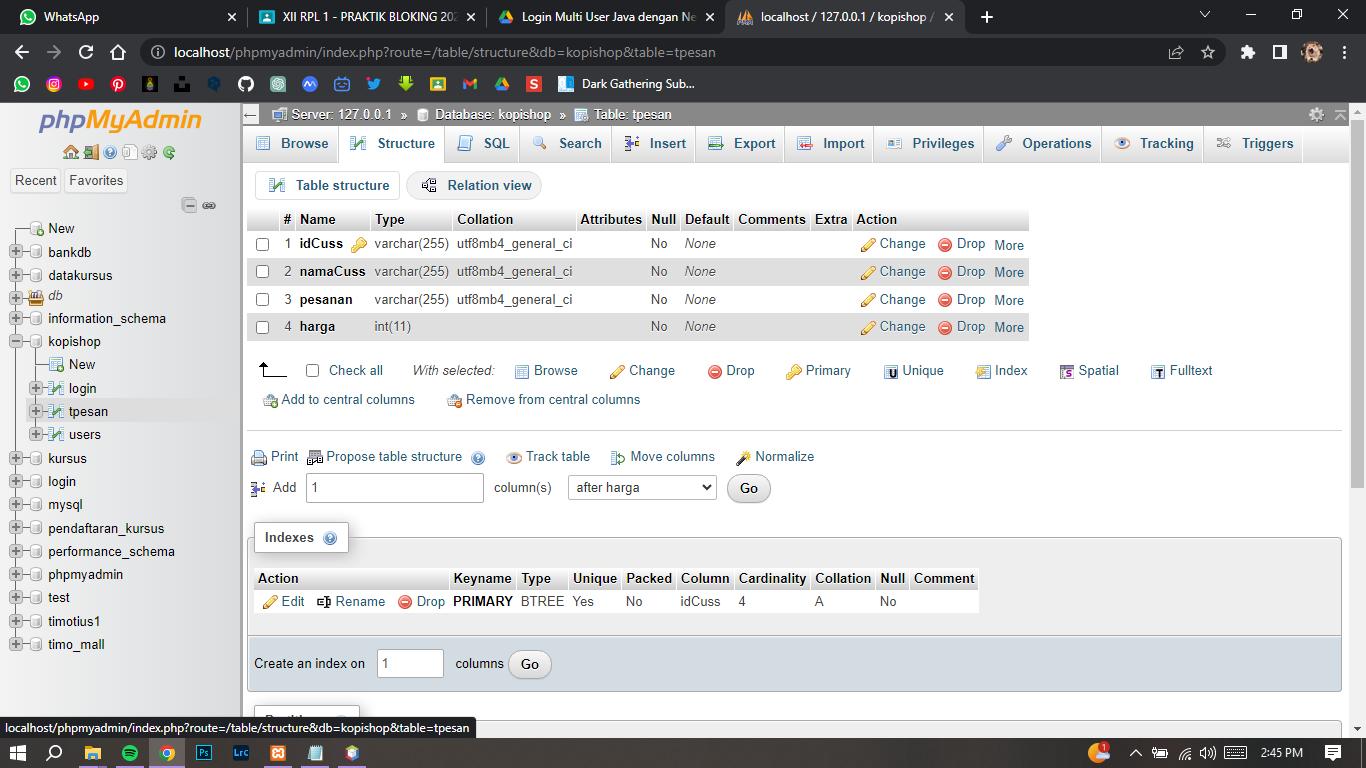 WhatsApp
XII RPL 1 - PRAKTIK BLOKING 202
Login Multi User Java dengan Ne
localhost / 127.0.0.1 / kopishop /
localhost/phpmyadmin/index.php?route=/table/structure&db=kopishop&table=tpesan
Dark Gathering Sub...
phpMyAdmin
Recent Favorites
New
bankdb
datakursus
db
information_schema
kopishop
New
login
tpesan
users
kursus
login
mysql
pendaftaran_kursus
performance_schema
phpmyadmin
test
timotius1
timo_mall
Server: 127.0.0.1 » Database: kopishop » Table: tpesan
Browse Structure SQL Search Insert Export Import Privileges Operations Tracking Triggers
Table structure Relation view
# Name Type Collation Attributes Null Default Comments Extra Action
1 idCuss varchar(255) utf8mb4_general_ci No None Change Drop More
2 namaCuss varchar(255) utf8mb4_general_ci No None Change Drop More
3 pesanan varchar(255) utf8mb4_general_ci No None Change Drop More
4 harga int(11) No None Change Drop More
Check all With selected: Browse Change Drop Primary Unique Index Spatial Fulltext
Add to central columns Remove from central columns
Print Propose table structure Track table Move columns Normalize
Add 1 column(s) after harga Go
Indexes
Action Keyname Type Unique Packed Column Cardinality Collation Null Comment
Edit Rename Drop PRIMARY BTREE Yes No idCuss 4 A No
Create an index on 1 columns Go
localhost/phpmyadmin/index.php?route=/table/structure&db=kopishop&table=tpesan
Ps LrC 1 2:45 PM